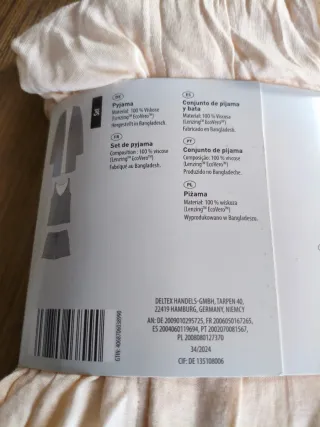 36
DE
Pyjama
Material: 100 % Viskose
(Lenzing™ EcoVero™)
Hergestellt in Bangladesch.
FR
Set de pyjama
Composition : 100 % viscose
(Lenzing™ EcoVero™)
Fabriqué au Bangladesh.
ES
Conjunto de pijama
y bata
Material: 100% viscosa
(Lenzing™ EcoVero™)
Fabricado en Bangladesh.
PT
Conjunto de pijama
Composição: 100 % viscose
(Lenzing™ EcoVero™)
Produzido no Bangladeche.
PL
Piżama
Materiał: 100 % wiskoza
(Lenzing™ EcoVero™)
Wyprodukowano w Bangladeszu.
DELTEX HANDELS-GMBH, TARPEN 40,
22419 HAMBURG, GERMANY, NIEMCY
AN: DE 2009010295725, FR 2006050167265,
ES 2004060119694, PT 2002070081567,
PL 2008080127370
34/2024
CIF: DE 135108006